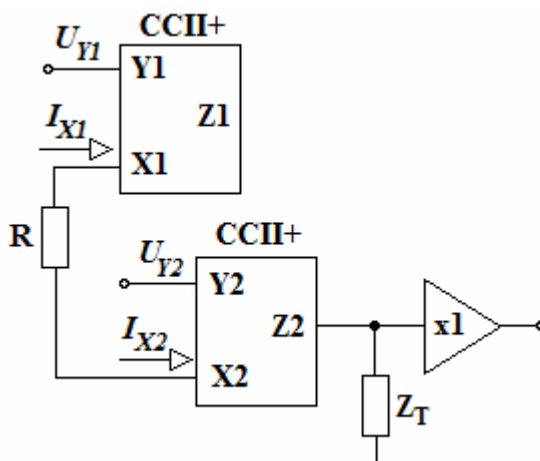 CCII+
U_Y1
Y1
Z1
I_X1
X1
R
CCII+
U_Y2
Y2
Z2
x1
I_X2
X2
Z_T